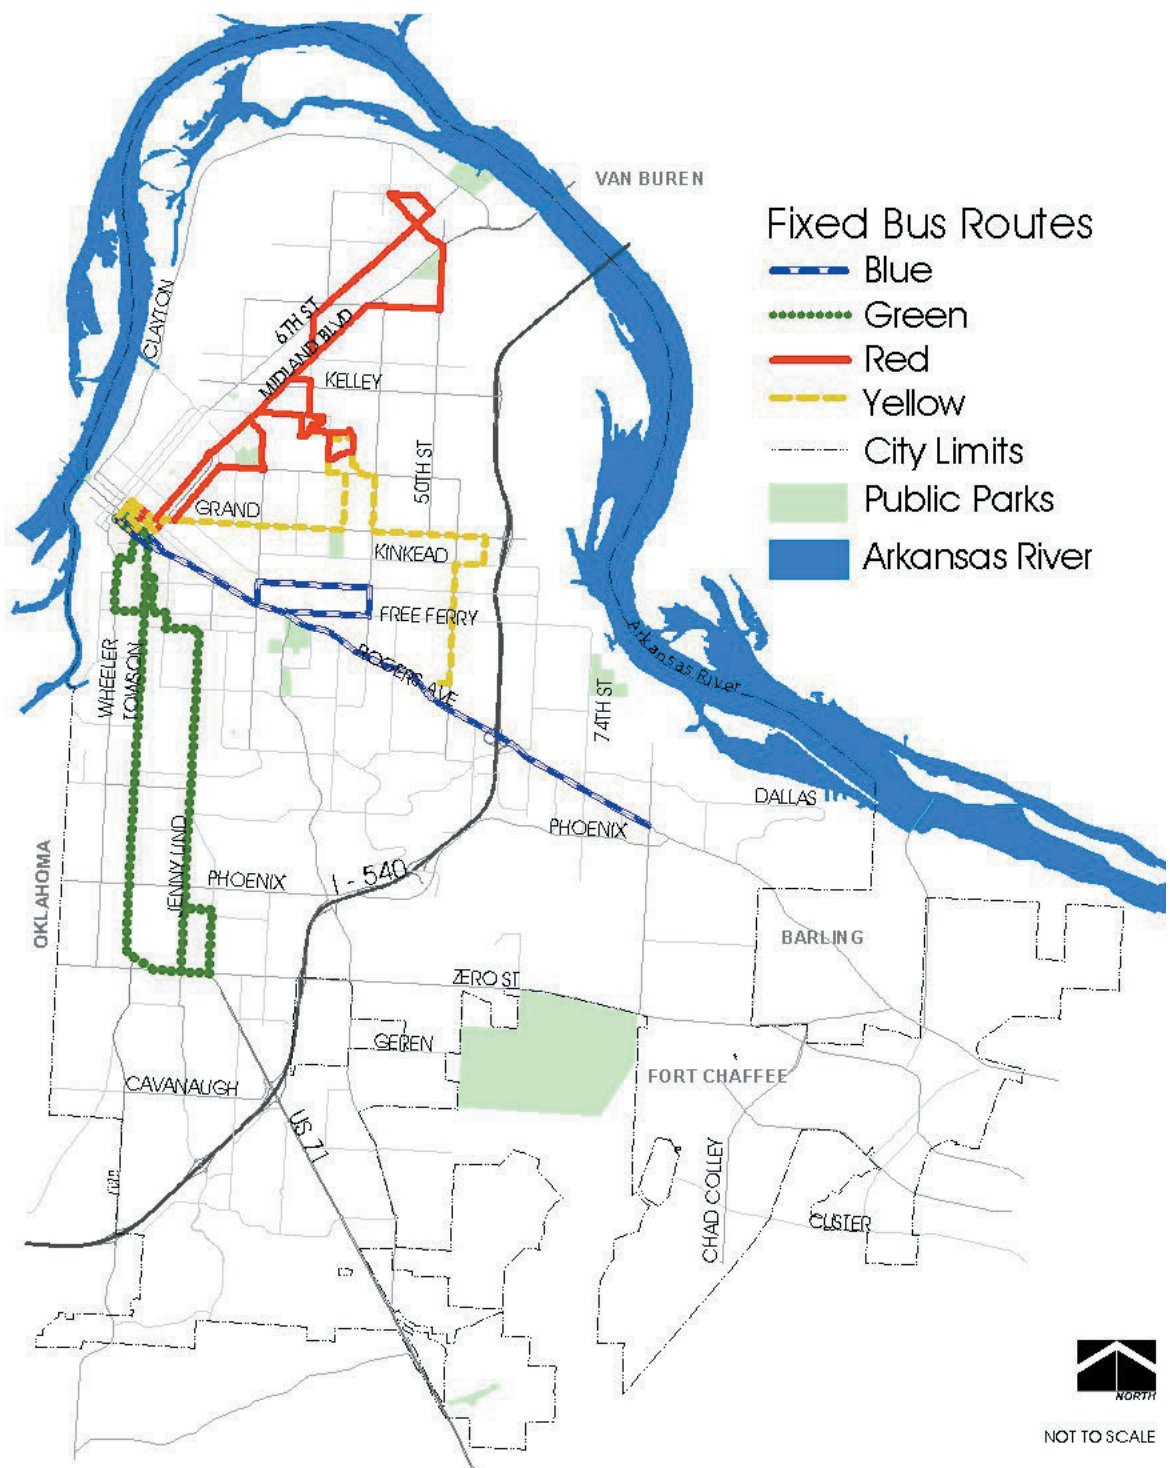 VAN BUREN
Fixed Bus Routes
Blue
Green
Red
Yellow
City Limits
Public Parks
Arkansas River
CLAYTON
6TH ST
MIDLAND BLVD
KELLEY
50TH ST
GRAND
KINKEAD
FREE FERRY
ROGERS AVE
WHEELER
TOWSON
74TH ST
Arkansas River
DALLAS
PHOENIX
JENNY LIND
PHOENIX
I - 540
OKLAHOMA
BARLING
ZERO ST
GEREN
FORT CHAFFEE
CAVANAUGH
US 71
CHAD COLLEY
CUSTER
NORTH
NOT TO SCALE